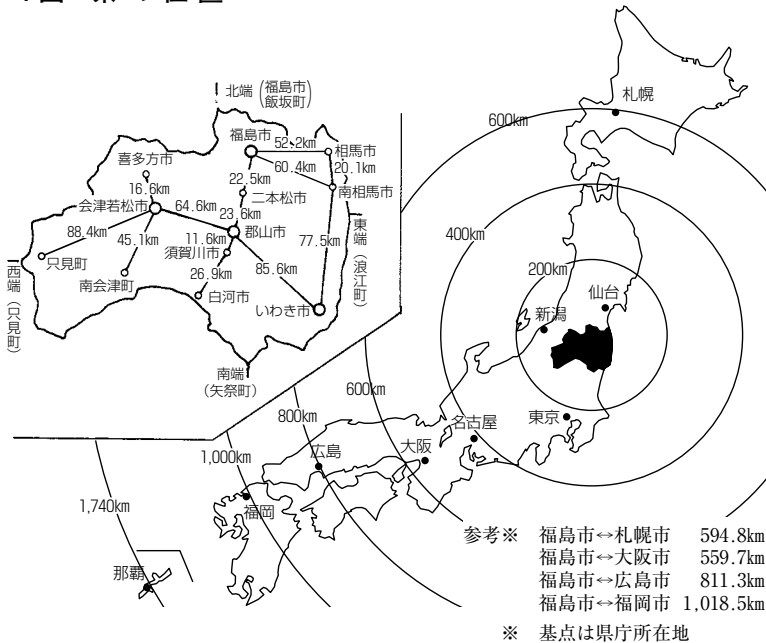 北端（福島市
飯坂町）
福島市
52.2km
相馬市
喜多方市
60.4km
20.1km
22.5km
南相馬市
16.6km
二本松市
会津若松市
64.6km
23.6km
郡山市
88.4km
45.1km
11.6km
須賀川市
77.5km
東端（浪江町）
只見町
26.9km
85.6km
南会津町
白河市
いわき市
西端（只見町）
南端
（矢祭町）
札幌
600km
400km
200km
仙台
新潟
600km
800km
名古屋
東京
1,000km
広島
大阪
1,740km
福岡
那覇
参考※ 福島市↔札幌市 594.8km
福島市↔大阪市 559.7km
福島市↔広島市 811.3km
福島市↔福岡市 1,018.5km
※ 基点は県庁所在地